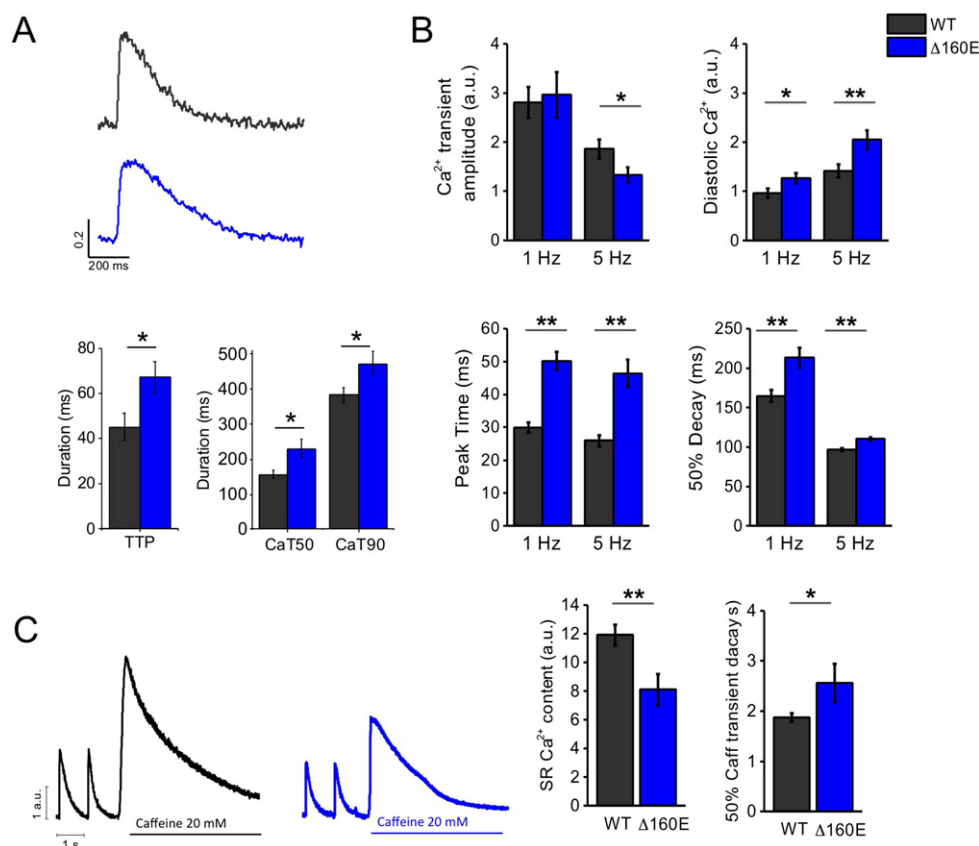 A
B
WT
Δ160E
0.2
200 ms
Ca²⁺ transient
amplitude (a.u.)
4
3
2
1
0
*
1 Hz
5 Hz
Diastolic Ca²⁺ (a.u.)
4
3
2
1
0
*
**
1 Hz
5 Hz
Duration (ms)
80
60
40
20
0
*
TTP
Duration (ms)
500
400
300
200
100
0
*
*
CaT50
CaT90
Peak Time (ms)
60
50
40
30
20
10
0
**
**
1 Hz
5 Hz
50% Decay (ms)
250
200
150
100
50
0
**
**
1 Hz
5 Hz
C
1 a.u.
1 s
Caffeine 20 mM
Caffeine 20 mM
SR Ca²⁺ content (a.u.)
14
12
10
8
6
4
2
0
**
WT
Δ160E
50% Caff transient dacay s)
4
3
2
1
0
*
WT
Δ160E